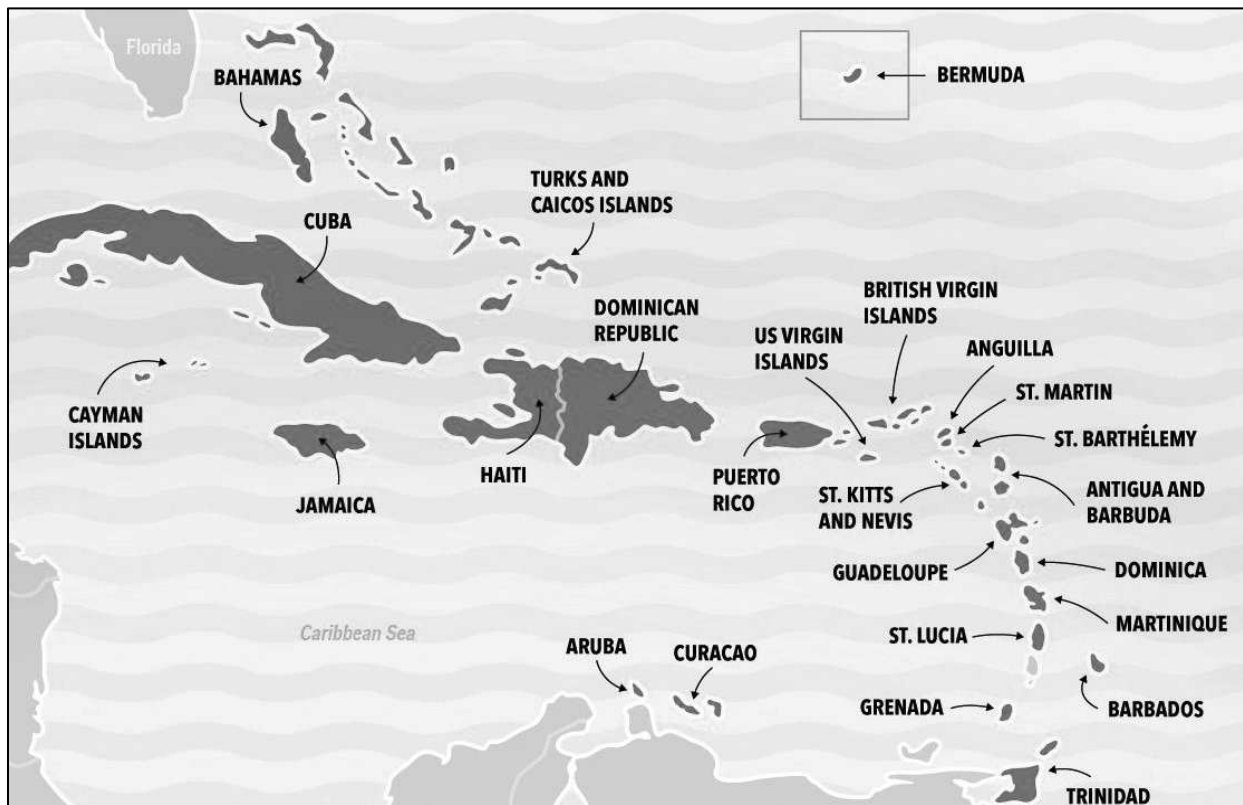 Florida
BAHAMAS
BERMUDA
TURKS AND
CAICOS ISLANDS
CUBA
BRITISH VIRGIN
ISLANDS
DOMINICAN
REPUBLIC
US VIRGIN
ISLANDS
ANGUILLA
ST. MARTIN
CAYMAN
ISLANDS
ST. BARTHÉLEMY
JAMAICA
HAITI
PUERTO
RICO
ST. KITTS
AND NEVIS
ANTIGUA AND
BARBUDA
GUADELOUPE
DOMINICA
MARTINIQUE
Caribbean Sea
ST. LUCIA
ARUBA
CURACAO
GRENADA
BARBADOS
TRINIDAD